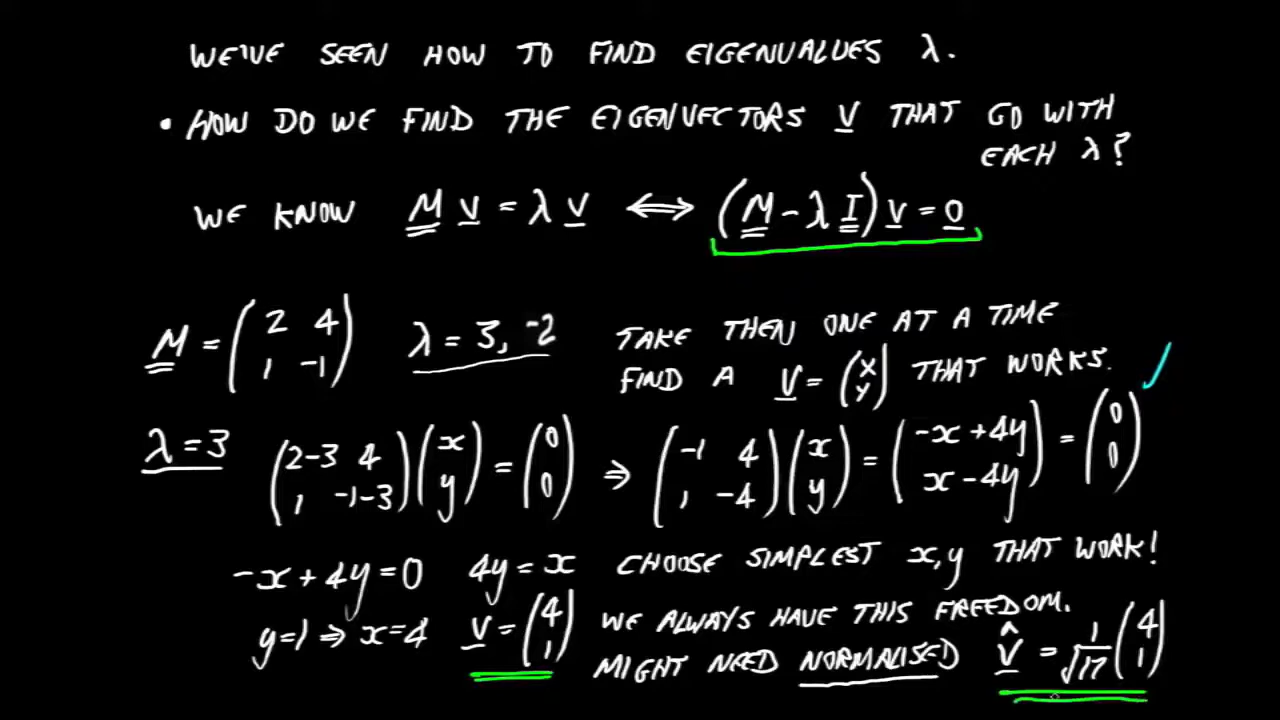 WE'VE SEEN HOW TO FIND EIGENVALUES λ.
• HOW DO WE FIND THE EIGENVECTORS V THAT GO WITH
EACH λ?
WE KNOW M V = λ V ⟺ (M - λ I) V = 0
M = (2 4; 1 -1) λ = 3, -2 TAKE THEN ONE AT A TIME
FIND A V = (X; Y) THAT WORKS. ✓
λ = 3 (2-3 4; 1 -1-3)(x; y) = (0; 0) ⇒ (-1 4; 1 -4)(x; y) = (-x + 4y; x - 4y) = (0; 0)
-x + 4y = 0 4y = x CHOOSE SIMPLEST x, y THAT WORK!
y = 1 ⇒ x = 4 V = (4; 1) WE ALWAYS HAVE THIS FREEDOM.
MIGHT NEED NORMALISED V̂ = 1/√17 (4; 1)